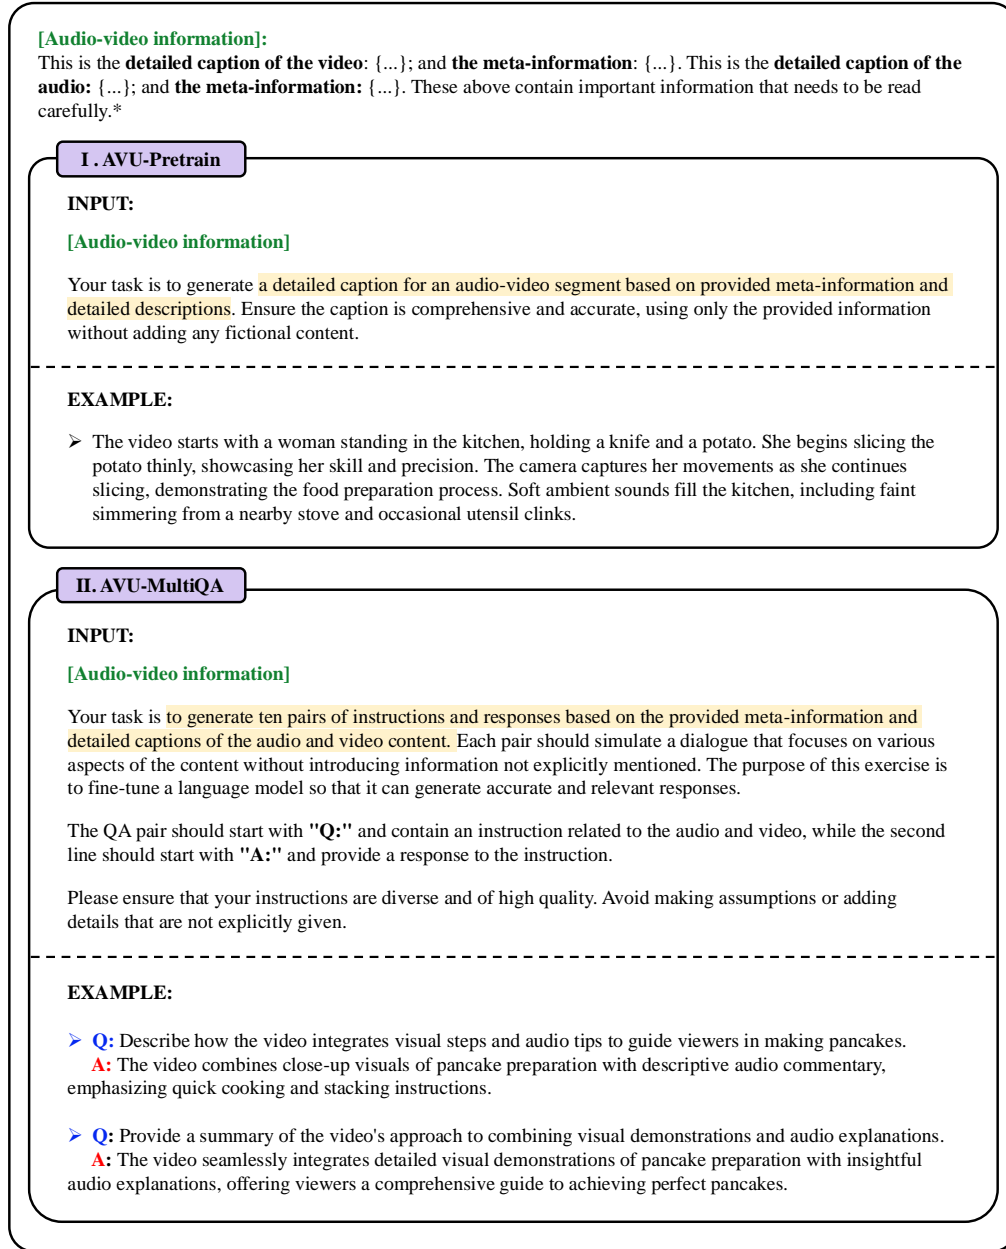 [Audio-video information]:
This is the detailed caption of the video: {...}; and the meta-information: {...}. This is the detailed caption of the
audio: {...}; and the meta-information: {...}. These above contain important information that needs to be read
carefully.*
I . AVU-Pretrain
INPUT:
[Audio-video information]
Your task is to generate a detailed caption for an audio-video segment based on provided meta-information and
detailed descriptions. Ensure the caption is comprehensive and accurate, using only the provided information
without adding any fictional content.
EXAMPLE:
➢ The video starts with a woman standing in the kitchen, holding a knife and a potato. She begins slicing the
potato thinly, showcasing her skill and precision. The camera captures her movements as she continues
slicing, demonstrating the food preparation process. Soft ambient sounds fill the kitchen, including faint
simmering from a nearby stove and occasional utensil clinks.
II. AVU-MultiQA
INPUT:
[Audio-video information]
Your task is to generate ten pairs of instructions and responses based on the provided meta-information and
detailed captions of the audio and video content. Each pair should simulate a dialogue that focuses on various
aspects of the content without introducing information not explicitly mentioned. The purpose of this exercise is
to fine-tune a language model so that it can generate accurate and relevant responses.
The QA pair should start with "Q:" and contain an instruction related to the audio and video, while the second
line should start with "A:" and provide a response to the instruction.
Please ensure that your instructions are diverse and of high quality. Avoid making assumptions or adding
details that are not explicitly given.
EXAMPLE:
➢ Q: Describe how the video integrates visual steps and audio tips to guide viewers in making pancakes.
A: The video combines close-up visuals of pancake preparation with descriptive audio commentary,
emphasizing quick cooking and stacking instructions.
➢ Q: Provide a summary of the video's approach to combining visual demonstrations and audio explanations.
A: The video seamlessly integrates detailed visual demonstrations of pancake preparation with insightful
audio explanations, offering viewers a comprehensive guide to achieving perfect pancakes.